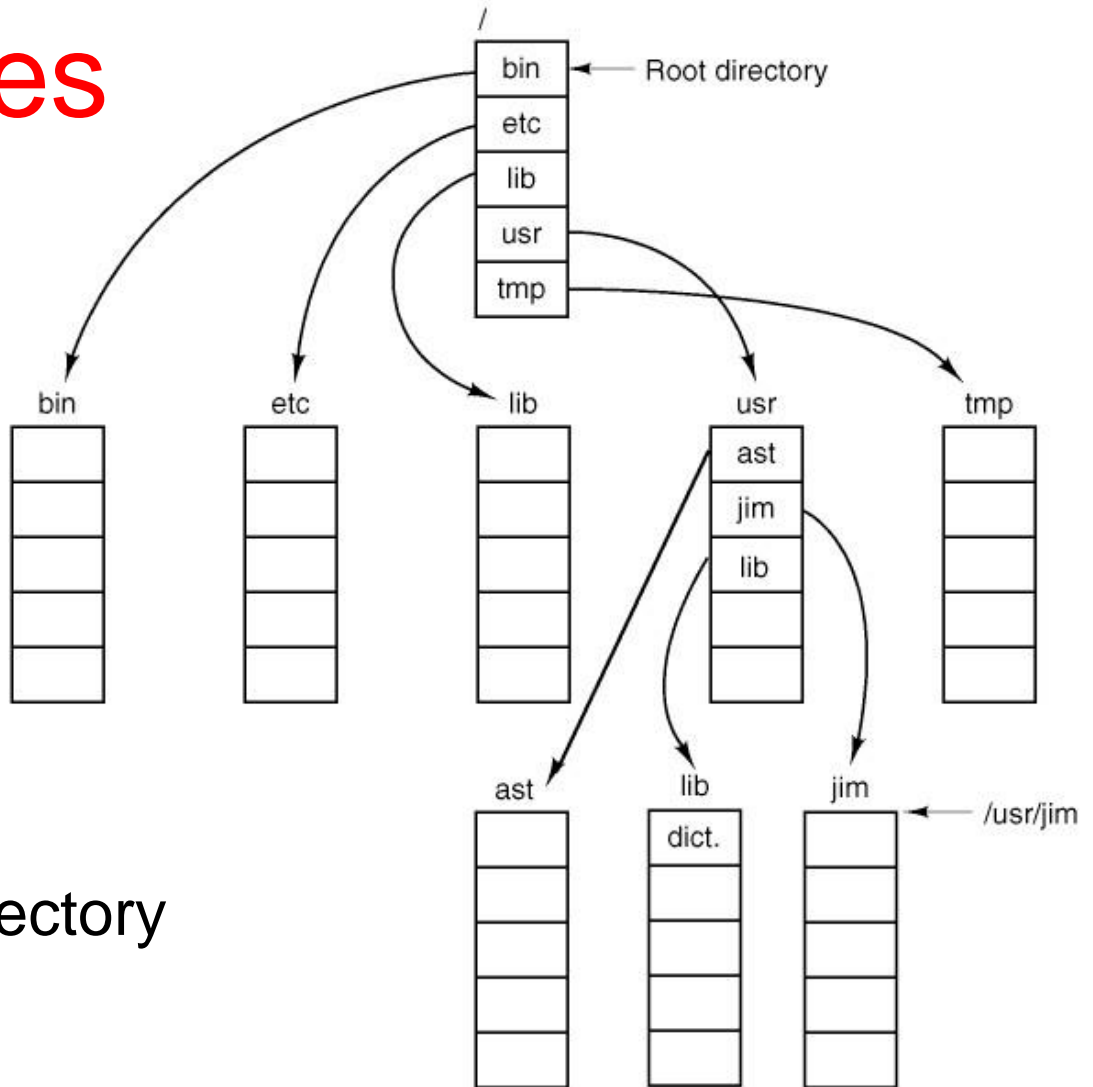 /
es
bin
Root directory
etc
lib
usr
tmp
bin
etc
lib
usr
tmp
ast
jim
lib
ast
lib
jim
/usr/jim
dict.
ectory